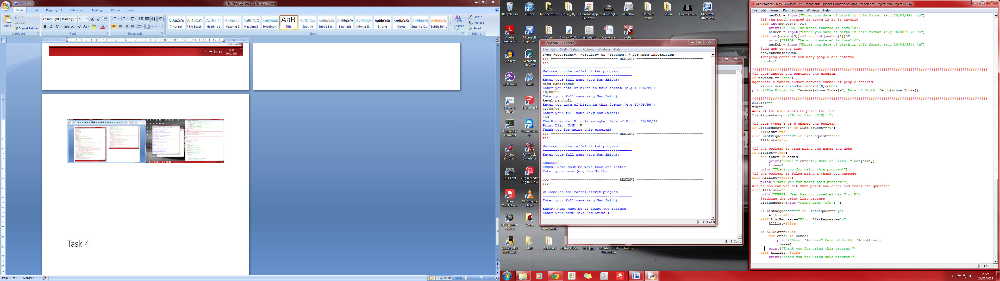 Mini Project2.docx - Microsoft Word
Home Insert Page Layout References Mailings Review View
Paste
Cut
Copy
Format Painter
Clipboard
Calibri Light (Headings) 28
Font
Paragraph
¶ Normal ¶ No Spaci... Heading 1 Heading 2 Heading 3 Heading 4 Title Subtitle Subtle Em... Emphasis Intense E... Strong Quote Intense Q... Subtle Ref...
Change Styles
Styles
Find
Replace
Select
Editing
Ln: 1 Col: 0
20:21
27/01/2014
Task 4
Page: 7 of 7 Words: 419
100%
Recycle Bin iTunes Iphone music Virtual_DJ_... Chrome App Launcher myDrivingE... iFunbox Hercules VDJP Salon ChemAdve... Microsoft Office Wo...
Adobe Reader XI Microsoft Flight Si... Kasun 1kHz_44100... Dashboard... QueryPara... System
Audacity Microsoft LifeCam
BitTorrent Safari
Browser Choice SketchUp 8
Cygwin64 Terminal TeamViewer 8
Driving Simulat... UK Truck Simulator
DS3 Tool Virgin Media Digital Ho...
Free YouTube ... VLC media player
HP Solution Center Crack Homework
iBackupBot for iTunes dad Railworks AQA-PHYS... lol[1].jpg McAfee Total Protection test.py
*Python 3.3.3 Shell*
File Edit Shell Debug Options Windows Help
Type "copyright", "credits" or "license()" for more information.
>>> ================================ RESTART ================================
>>>
-------------------------------------------
Welcome to the raffel ticket program
-------------------------------------------
Enter your full name (e.g Sam Smith):
Hiru Ranasinghe
Enter you date of birth in this format (e.g 10/08/99):
10/08/99
Enter your full name (e.g Sam Smith):
keval pancholi
Enter you date of birth in this format (e.g 10/08/99):
12/08/98
Enter your full name (e.g Sam Smith):
end
The Winner is: Hiru Ranasinghe, Date of Birth: 10/08/99
Print List (Y/N): N
Thank you for using this program!
>>> ================================ RESTART ================================
>>>
-------------------------------------------
Welcome to the raffel ticket program
-------------------------------------------
Enter your full name (e.g Sam Smith):
ERRORRRRR
ERROR: Name must be more than one letter
Enter your name (e.g Sam Smith):
>>> ================================ RESTART ================================
>>>
-------------------------------------------
Welcome to the raffel ticket program
-------------------------------------------
Enter your full name (e.g Sam Smith):
ERROR: Name must be at least two letters
Enter your name (e.g Sam Smith):
Ln: 41 Col: 0
Ln: 1 Col: 0
MiniProjectV2.0.py - C:\Users\Hiru\Documents\Queens Homework\Computer Science\Project\MiniProjectV2.0.py
File Edit Format Run Options Windows Help
newDob = input("Enter you date of birth in this format (e.g 10/08/99): \n")
#if the month entered is above 12 it is invalid
elif int(newDob[3])>1:
print("ERROR: The month entered is invalid")
newDob = input("Enter you date of birth in this format (e.g 10/08/99): \n")
elif int(newDob[3])==1 and int(newDob[4])>2:
print("ERROR: The month entered is invalid")
newDob = input("Enter you date of birth in this format (e.g 10/08/99): \n")
#add dob to the list
dob.append(newDob)
#keeping count of how many people are entered
count+=1
#If user inputs end continue the program
if newName == "end":
#generate a random number between number of people entered
winnerIndex = random.randint(0,count)
print("The Winner is: "+names[winnerIndex]+", Date of Birth: "+dob[winnerIndex])
AllList=""
time=0
#ask if the user wants to print the list
ListRequest=input("Print List (Y/N): ")
#if user types Y or N change the boolean
if ListRequest=="Y" or ListRequest=="y":
AllList=True
elif ListRequest=="N" or ListRequest=="n":
AllList=False
#if the boolean is true print the names and dobs
if AllList==True:
for enter in names:
print("Name: "+enter+", Date of Birth: "+dob[time])
time+=1
print("Thank you for using this program!")
#if the boolean is false print a thank you message
elif AllList==False:
print("Thank you for using this program!")
#if no boolean was set then print and error and reask the question
elif AllList=="":
print("ERROR: User has not typed either Y or N")
#redoing the print list process
ListRequest=input("Print List (Y/N): ")
if ListRequest=="Y" or ListRequest=="y":
AllList=True
elif ListRequest=="N" or ListRequest=="n":
AllList=False
if AllList==True:
for enter in names:
print("Name: "+enter+" Date of Birth: "+dob[time])
time+=1
print("Thank you for using this program!")
elif AllList==False:
print("Thank you for using this program!")
Ln: 178 Col: 6
20:25
27/01/2014